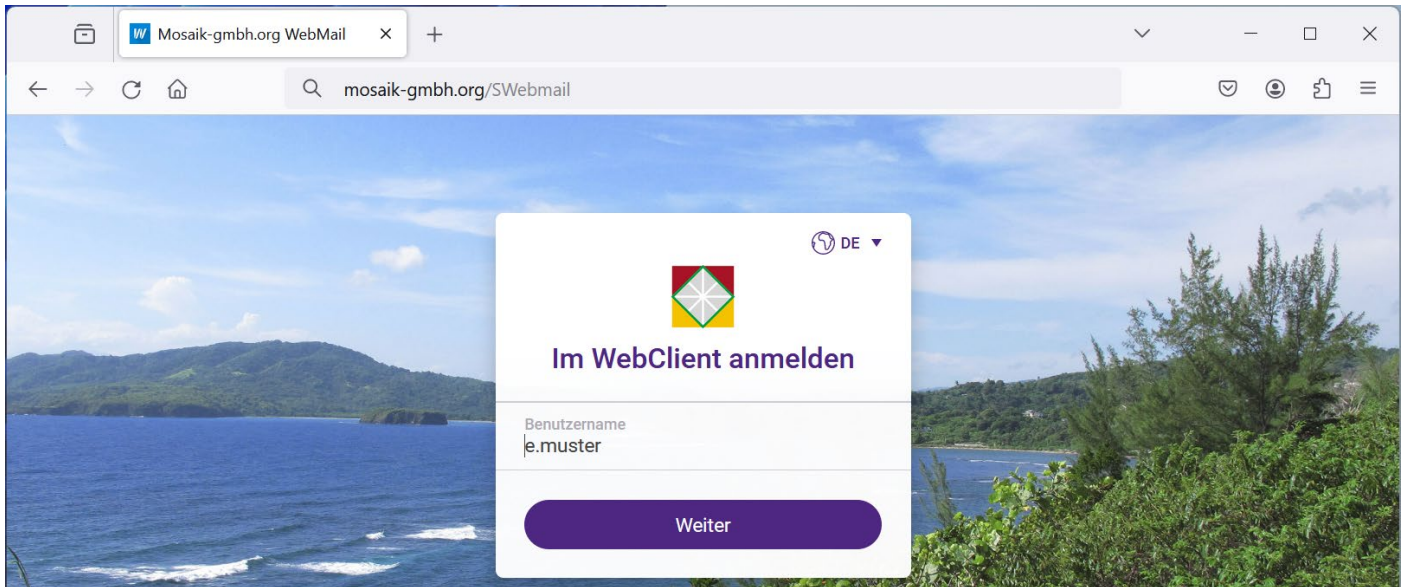 Mosaik-gmbh.org WebMail
mosaik-gmbh.org/SWebmail
DE
Im WebClient anmelden
Benutzername
e.muster
Weiter